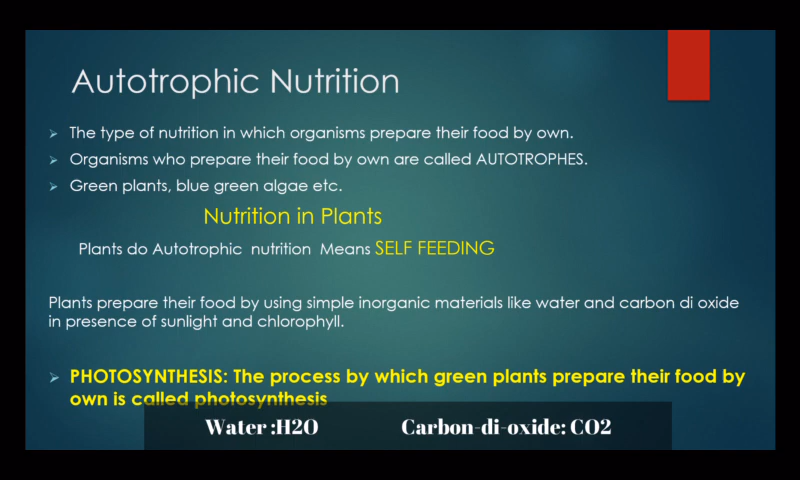 Autotrophic Nutrition
The type of nutrition in which organisms prepare their food by own.
Organisms who prepare their food by own are called AUTOTROPHES.
Green plants, blue green algae etc.
Nutrition in Plants
Plants do Autotrophic nutrition Means SELF FEEDING
Plants prepare their food by using simple inorganic materials like water and carbon di oxide
in presence of sunlight and chlorophyll.
PHOTOSYNTHESIS: The process by which green plants prepare their food by
own is called photosynthesis
Water :H2O Carbon-di-oxide: CO2